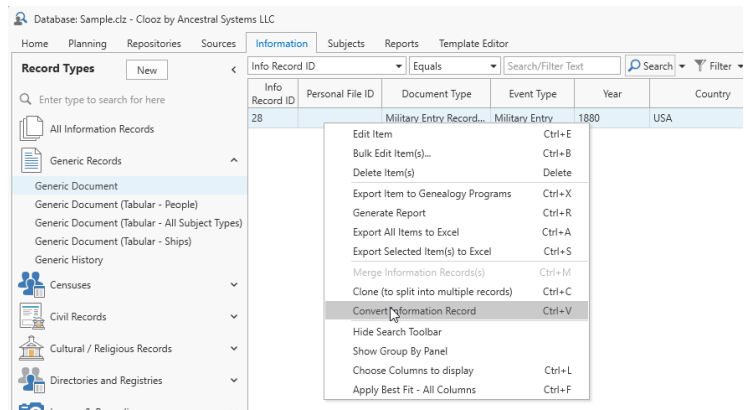 Database: Sample.clz - Clooz by Ancestral Systems LLC
Home Planning Repositories Sources Information Subjects Reports Template Editor
Record Types New <
Enter type to search for here
All Information Records
Generic Records
Generic Document
Generic Document (Tabular - People)
Generic Document (Tabular - All Subject Types)
Generic Document (Tabular - Ships)
Generic History
Censuses
Civil Records
Cultural / Religious Records
Directories and Registries
Info Record ID Equals Search/Filter Text Search Filter
Info Record ID Personal File ID Document Type Event Type Year Country
28 Military Entry Record... Military Entry 1880 USA
Edit Item Ctrl+E
Bulk Edit Item(s)... Ctrl+B
Delete Item(s) Delete
Export Item to Genealogy Programs Ctrl+X
Generate Report Ctrl+R
Export All Items to Excel Ctrl+A
Export Selected Item(s) to Excel Ctrl+S
Merge Information Records(s) Ctrl+M
Clone (to split into multiple records) Ctrl+C
Convert Information Record Ctrl+V
Hide Search Toolbar
Show Group By Panel
Choose Columns to display Ctrl+L
Apply Best Fit - All Columns Ctrl+F